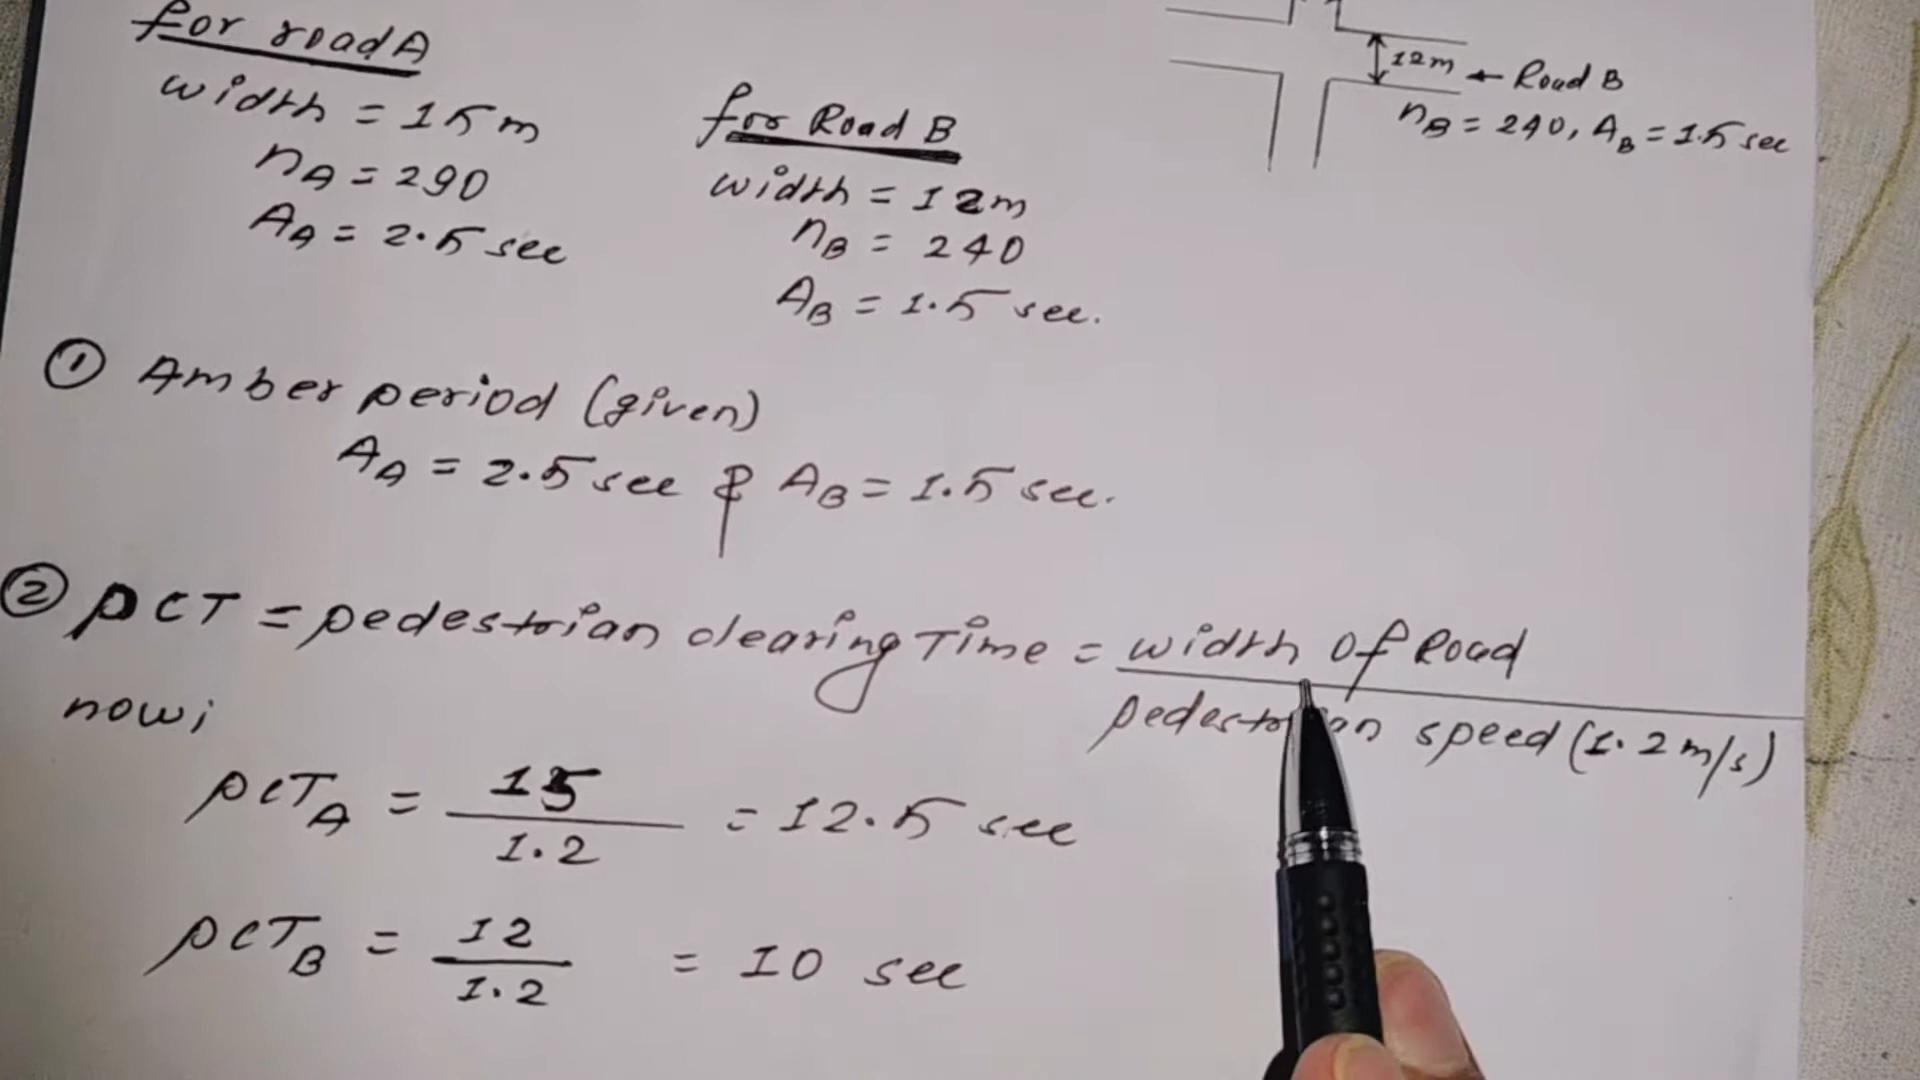 for road A
width = 15 m
nA = 290
AA = 2.5 sec
for Road B
width = 12m
nB = 240
AB = 1.5 sec.
12m ← Road B
nB = 240, AB = 1.5 sec
① Amber period (given)
AA = 2.5 sec & AB = 1.5 sec.
② PCT = pedestrian clearing Time = width of Road
pedestrian speed (1.2 m/s)
now;
PCTA = 15 / 1.2 = 12.5 sec
PCTB = 12 / 1.2 = 10 sec